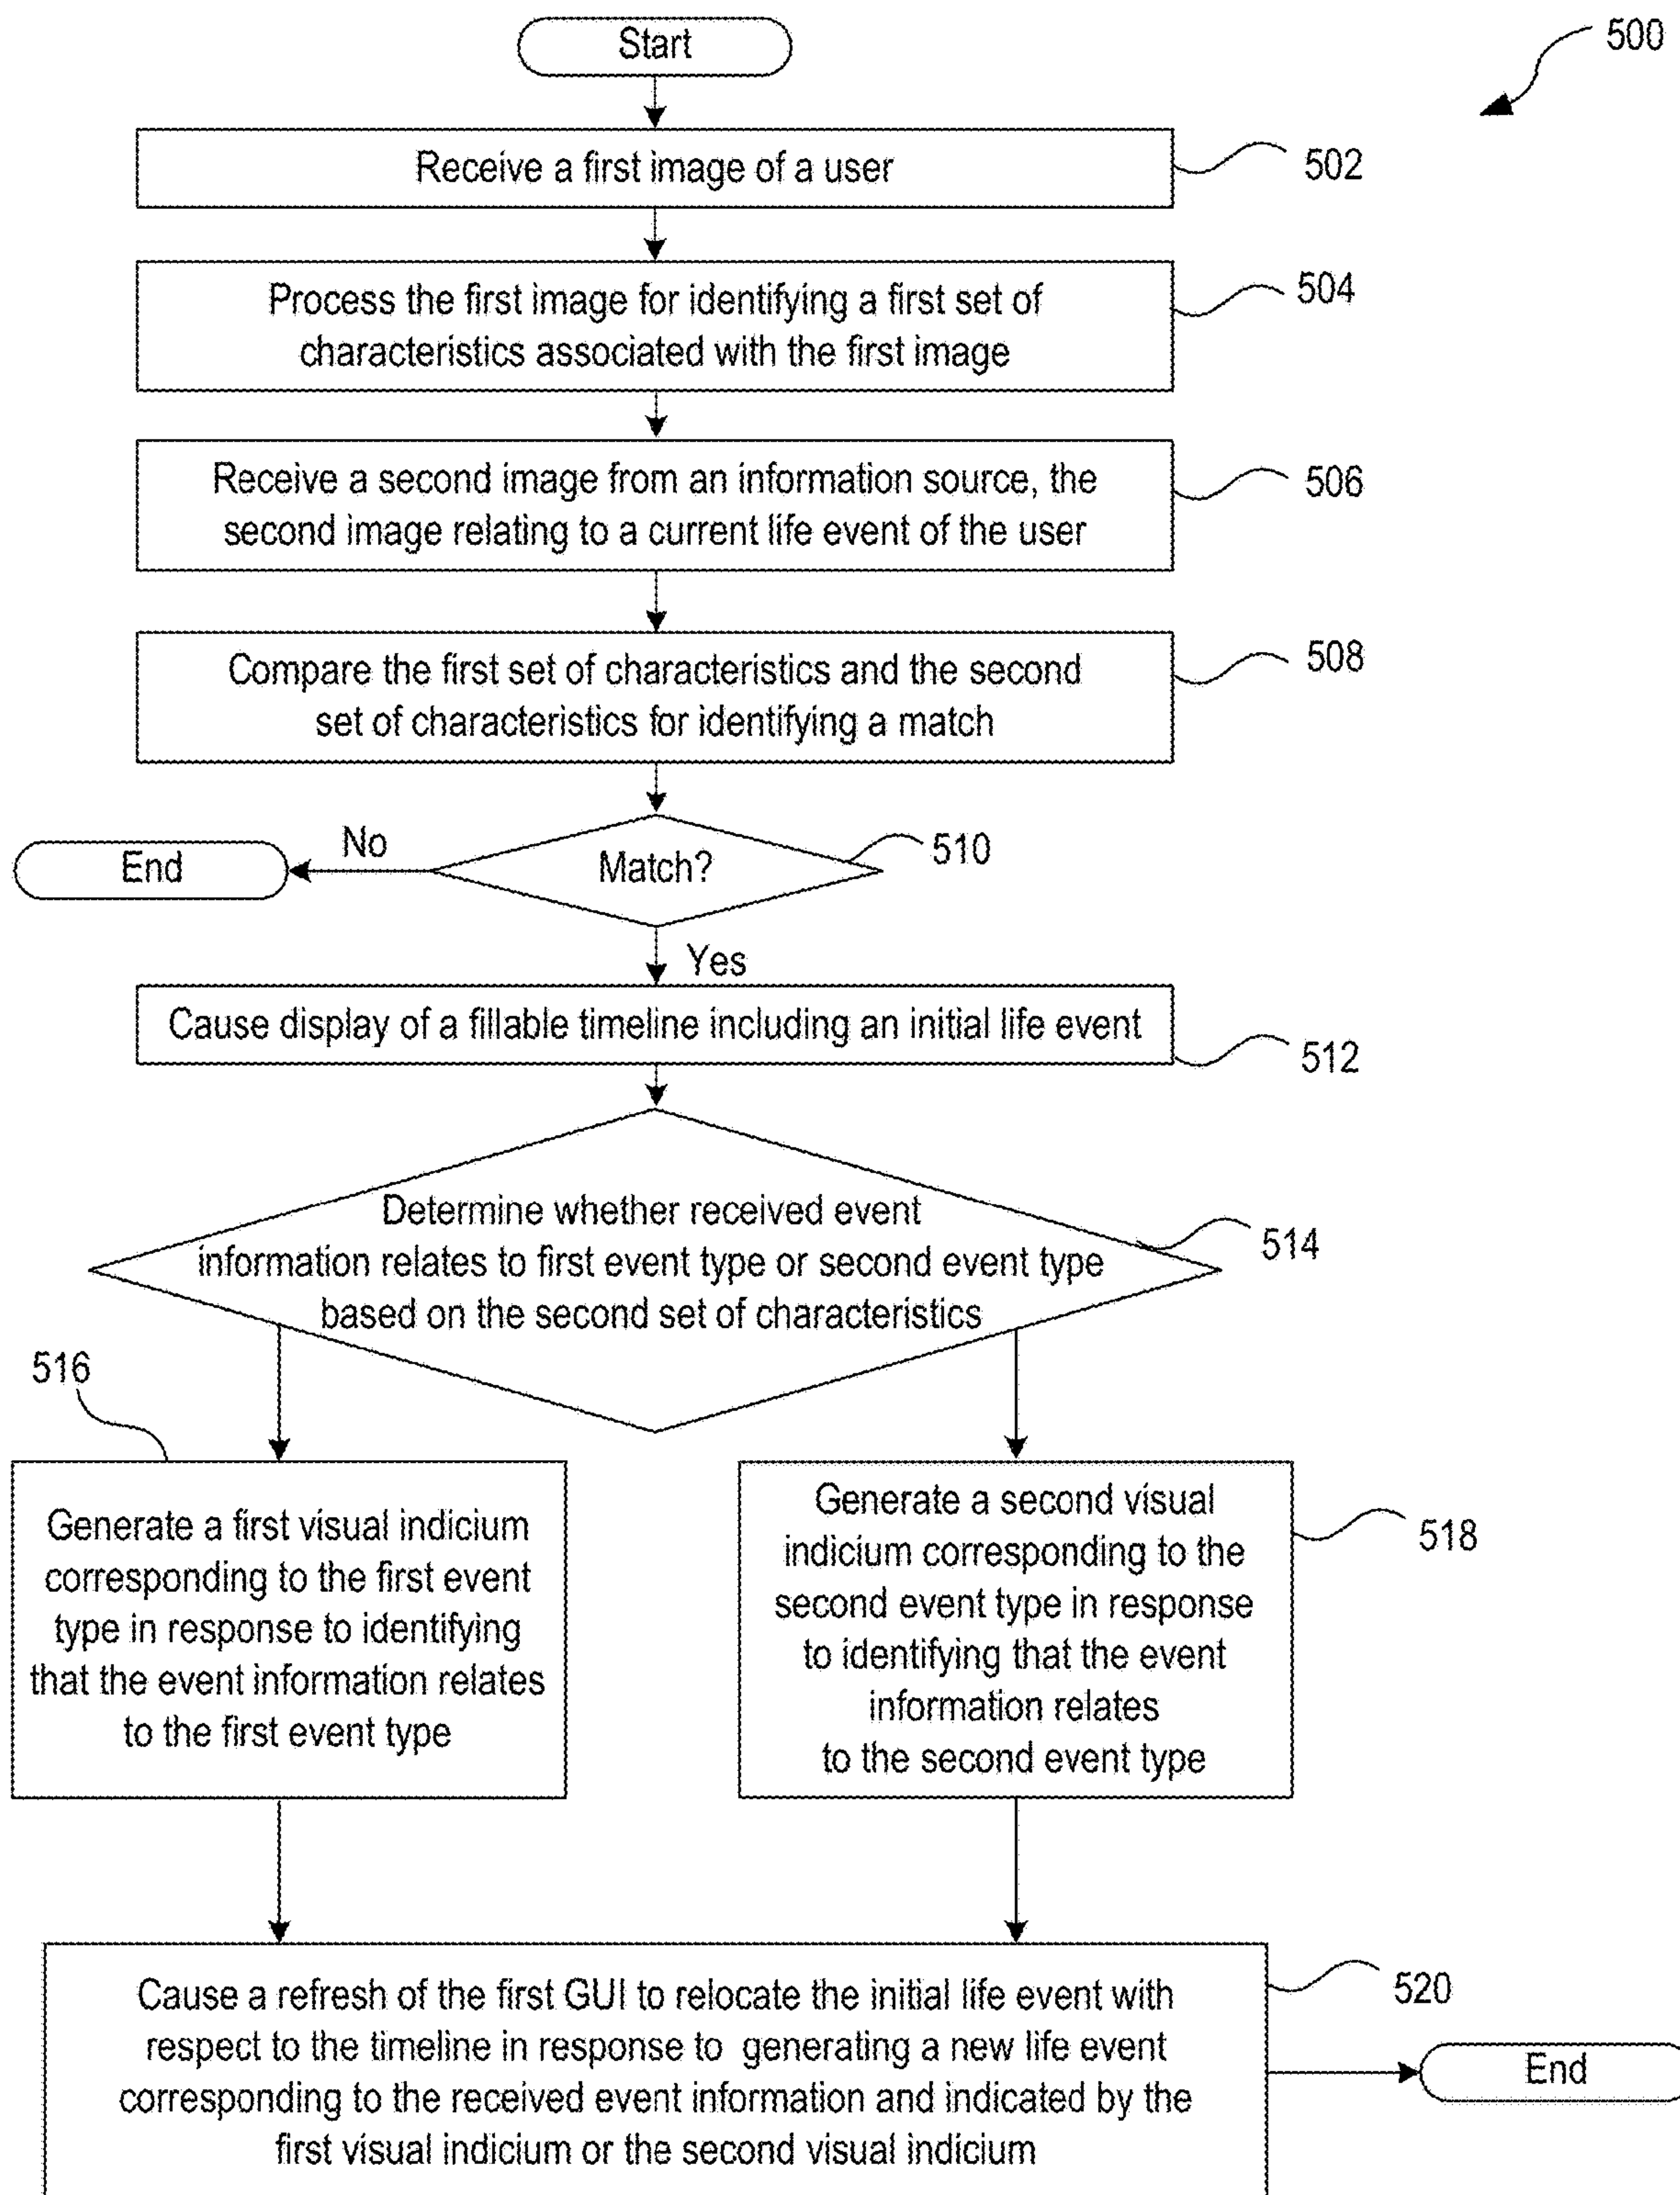 Start
500
Receive a first image of a user
502
Process the first image for identifying a first set of
characteristics associated with the first image
504
Receive a second image from an information source, the
second image relating to a current life event of the user
506
Compare the first set of characteristics and the second
set of characteristics for identifying a match
508
End
No
Match?
510
Yes
Cause display of a fillable timeline including an initial life event
512
Determine whether received event
information relates to first event type or second event type
based on the second set of characteristics
514
516
Generate a first visual indicium
corresponding to the first event
type in response to identifying
that the event information relates
to the first event type
Generate a second visual
indicium corresponding to the
second event type in response
to identifying that the event
information relates
to the second event type
518
Cause a refresh of the first GUI to relocate the initial life event with
respect to the timeline in response to generating a new life event
corresponding to the received event information and indicated by the
first visual indicium or the second visual indicium
520
End